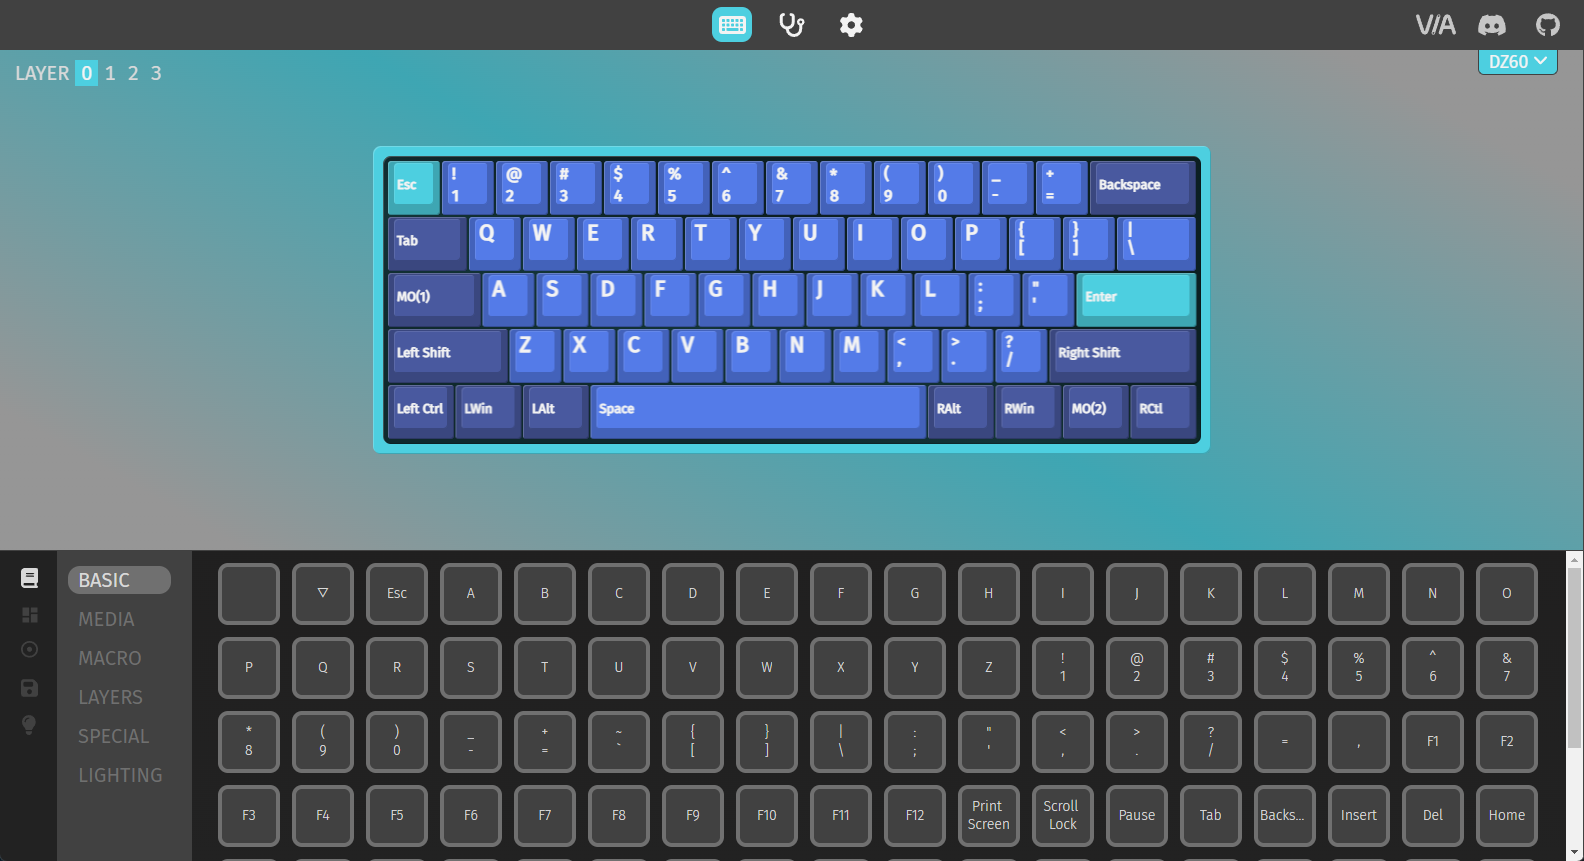 VIA
LAYER 0 1 2 3
DZ60
Esc ! 1 @ 2 # 3 $ 4 % 5 ^ 6 & 7 * 8 ( 9 ) 0 _ - + = Backspace
Tab Q W E R T Y U I O P { [ } ] | \
MO(1) A S D F G H J K L : ; " ' Enter
Left Shift Z X C V B N M < , > . ? / Right Shift
Left Ctrl LWin LAlt Space RAlt RWin MO(2) RCtl
BASIC
MEDIA
MACRO
LAYERS
SPECIAL
LIGHTING
▽ Esc A B C D E F G H I J K L M N O
P Q R S T U V W X Y Z ! 1 @ 2 # 3 $ 4 % 5 ^ 6 & 7
* 8 ( 9 ) 0 _ - + = ~ ` { [ } ] | \ : ; " ' < , > . ? / = , F1 F2
F3 F4 F5 F6 F7 F8 F9 F10 F11 F12 Print Screen Scroll Lock Pause Tab Backs... Insert Del Home